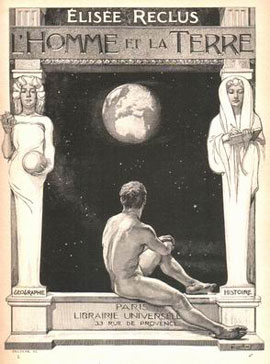 ÉLISÉE RECLUS
L'HOMME ET LA TERRE
GÉOGRAPHIE
HISTOIRE
PARIS
LIBRAIRIE UNIVERSELLE
33 RUE DE PROVENCE